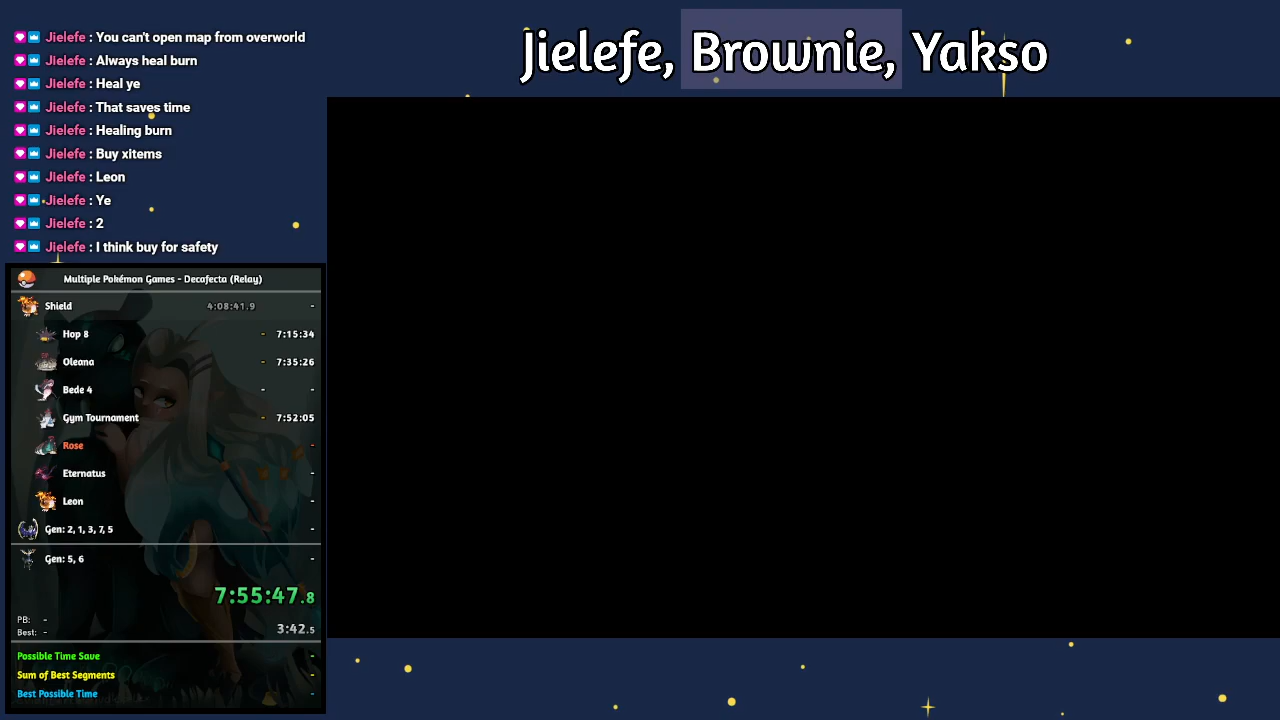 Jielefe : You can't open map from overworld
Jielefe : Always heal burn
Jielefe : Heal ye
Jielefe : That saves time
Jielefe : Healing burn
Jielefe : Buy xitems
Jielefe : Leon
Jielefe : Ye
Jielefe : 2
Jielefe : I think buy for safety
Jielefe, Brownie, Yakso
Multiple Pokémon Games - Decafecta (Relay)
Shield 4:08:41.9 -
Hop 8 - 7:15:34
Oleana - 7:35:26
Bede 4 - -
Gym Tournament - 7:52:05
Rose -
Eternatus -
Leon -
Gen: 2, 1, 3, 7, 5 -
Gen: 5, 6 -
7:55:47.8
PB: -
Best: - 3:42.5
Possible Time Save -
Sum of Best Segments -
Best Possible Time -